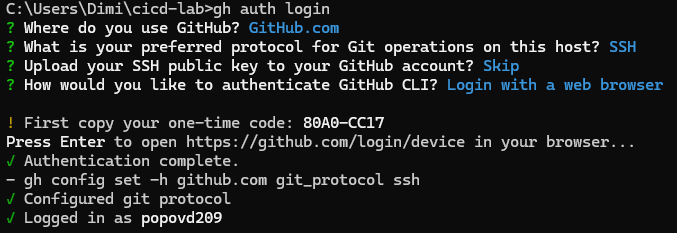 C:\Users\Dimi\cicd-lab>gh auth login
? Where do you use GitHub? GitHub.com
? What is your preferred protocol for Git operations on this host? SSH
? Upload your SSH public key to your GitHub account? Skip
? How would you like to authenticate GitHub CLI? Login with a web browser
! First copy your one-time code: 80A0-CC17
Press Enter to open https://github.com/login/device in your browser...
✓ Authentication complete.
- gh config set -h github.com git_protocol ssh
✓ Configured git protocol
✓ Logged in as popovd209